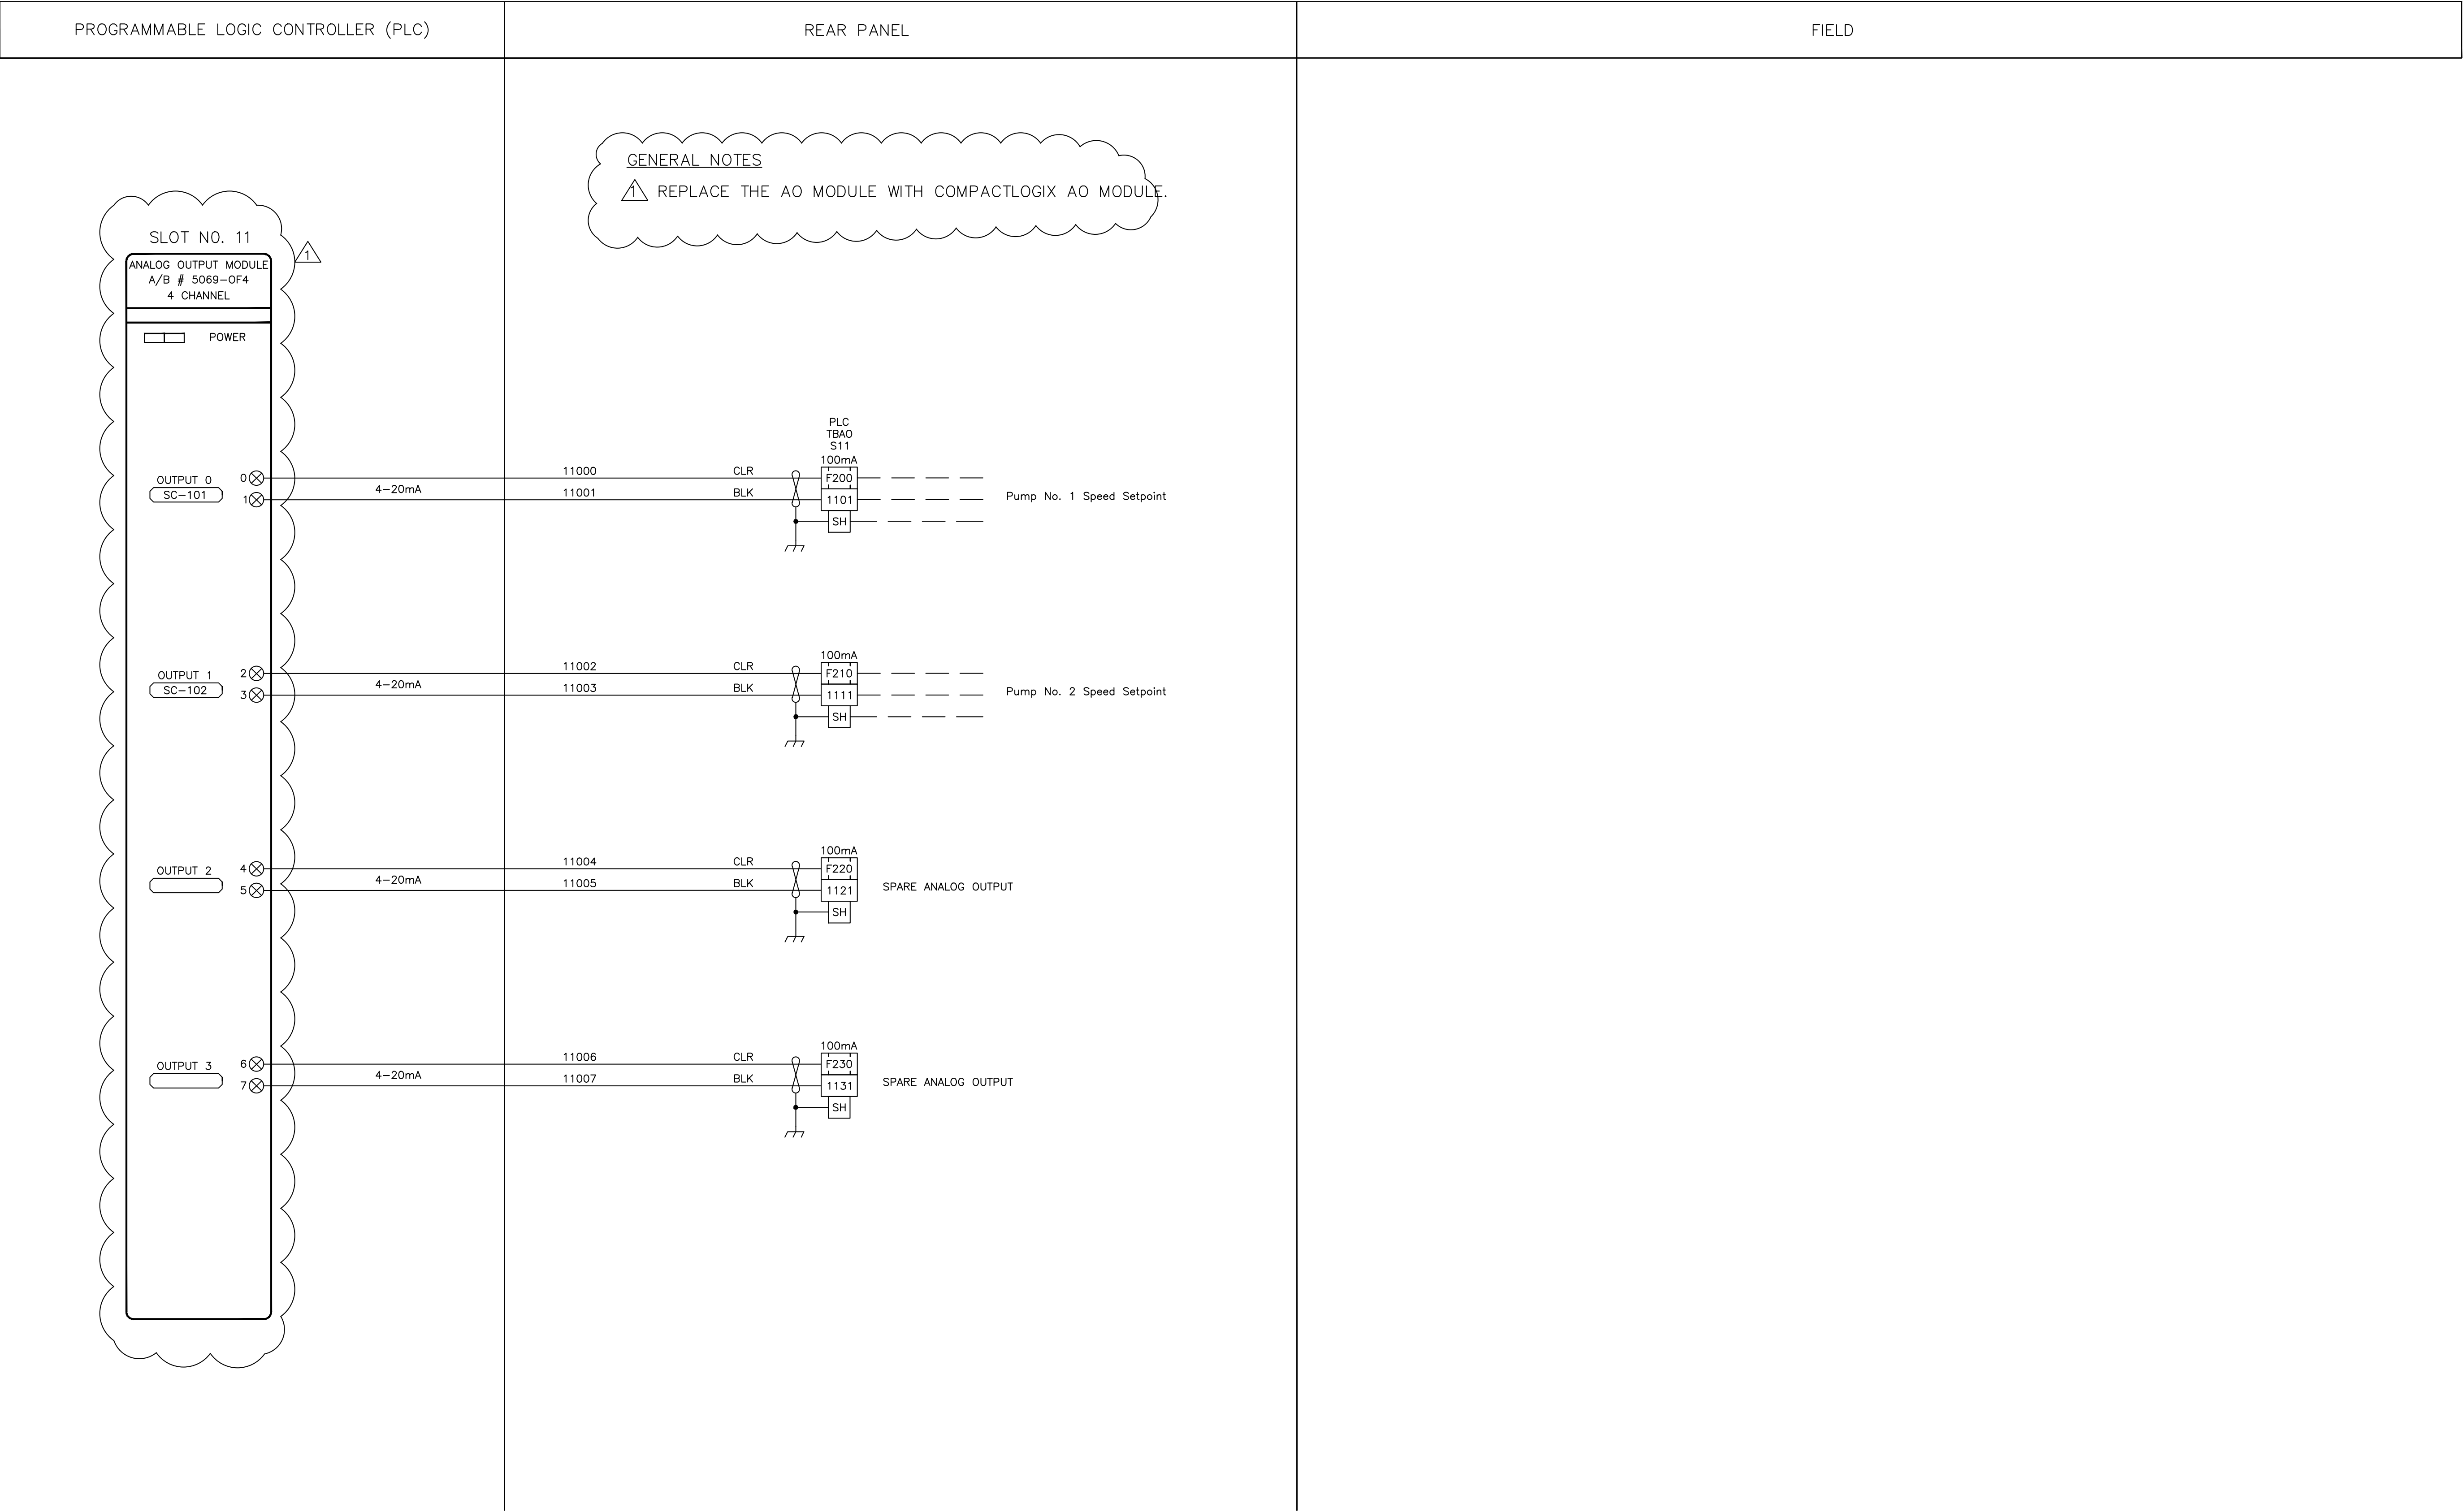 PROGRAMMABLE LOGIC CONTROLLER (PLC)
REAR PANEL
FIELD
GENERAL NOTES
1 REPLACE THE AO MODULE WITH COMPACTLOGIX AO MODULE.
SLOT NO. 11
1
ANALOG OUTPUT MODULE
A/B # 5069-OF4
4 CHANNEL
POWER
PLC
TBAO
S11
100mA
OUTPUT 0
SC-101
0
1
4-20mA
11000
CLR
11001
BLK
F200
1101
SH
Pump No. 1 Speed Setpoint
100mA
OUTPUT 1
SC-102
2
3
4-20mA
11002
CLR
11003
BLK
F210
1111
SH
Pump No. 2 Speed Setpoint
100mA
OUTPUT 2
4
5
4-20mA
11004
CLR
11005
BLK
F220
1121
SH
SPARE ANALOG OUTPUT
100mA
OUTPUT 3
6
7
4-20mA
11006
CLR
11007
BLK
F230
1131
SH
SPARE ANALOG OUTPUT